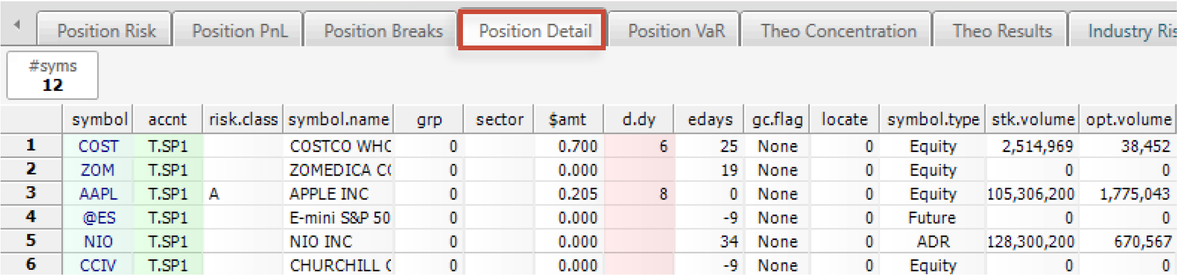 Position Risk Position PnL Position Breaks Position Detail Position VaR Theo Concentration Theo Results Industry Ris
#syms
12
symbol accnt risk.class symbol.name grp sector $amt d.dy edays gc.flag locate symbol.type stk.volume opt.volume
1 COST T.SP1 COSTCO WHO 0 0.700 6 25 None 0 Equity 2,514,969 38,452
2 ZOM T.SP1 ZOMEDICA CO 0 0.000 19 None 0 Equity 0 0
3 AAPL T.SP1 A APPLE INC 0 0.205 8 0 None 0 Equity 105,306,200 1,775,043
4 @ES T.SP1 E-mini S&P 50 0 0.000 -9 None 0 Future 0 0
5 NIO T.SP1 NIO INC 0 0.000 34 None 0 ADR 128,300,200 670,567
6 CCIV T.SP1 CHURCHILL C 0 0.000 -9 None 0 Equity 0 0